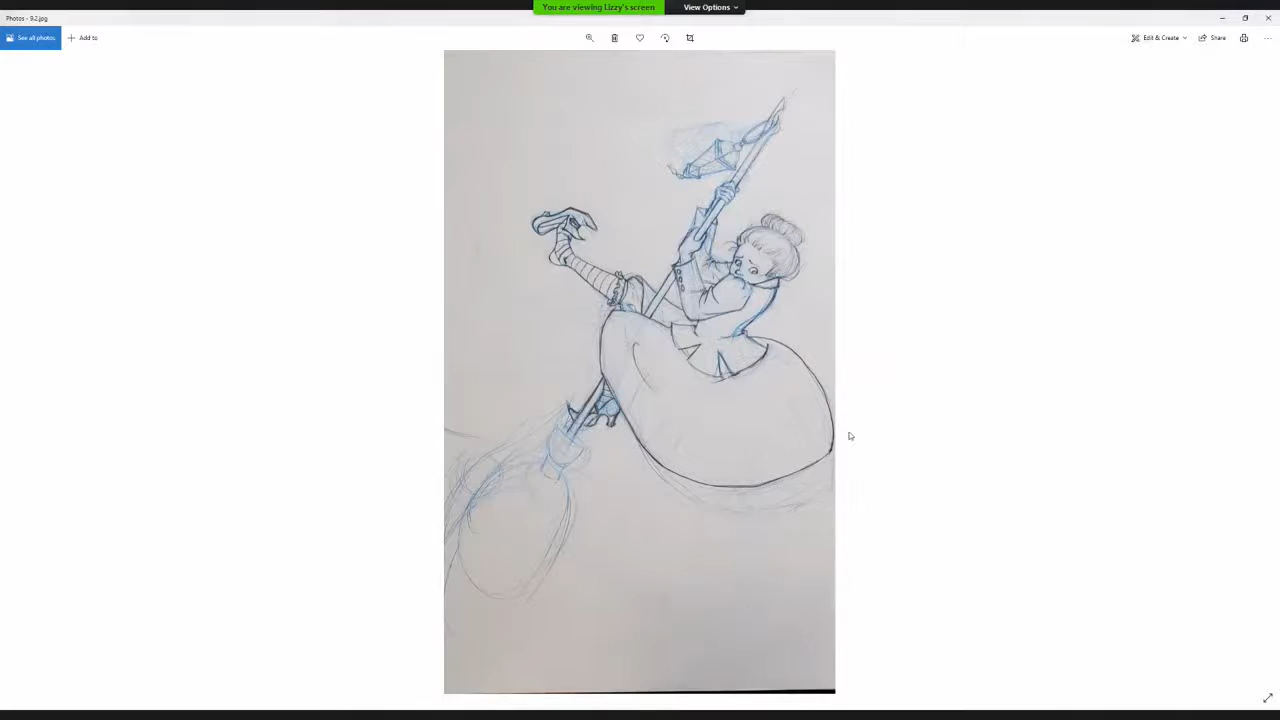 You are viewing Lizzy's screen
View Options
Photos - 9.2.jpg
See all photos
Add to
Edit & Create
Share